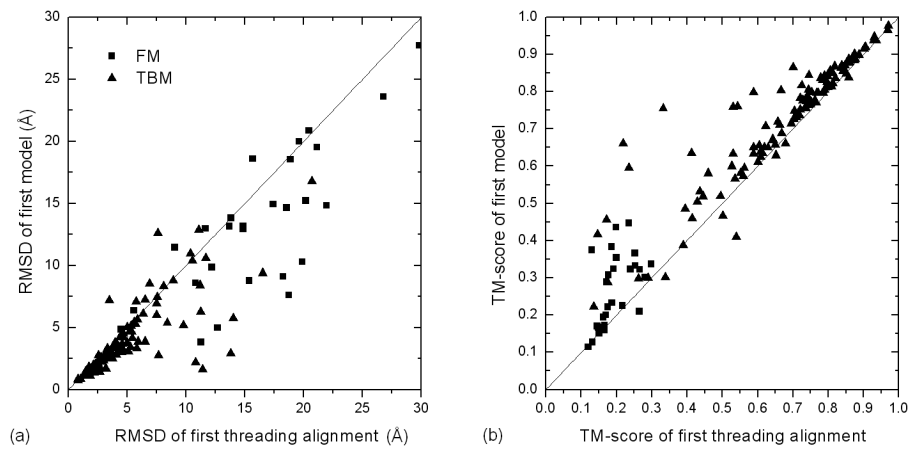 30
25
20
15
10
5
0
RMSD of first model (Å)
FM
TBM
0 5 10 15 20 25 30
(a) RMSD of first threading alignment (Å)
1.0
0.9
0.8
0.7
0.6
0.5
0.4
0.3
0.2
0.1
0.0
TM-score of first model
0.0 0.1 0.2 0.3 0.4 0.5 0.6 0.7 0.8 0.9 1.0
(b) TM-score of first threading alignment